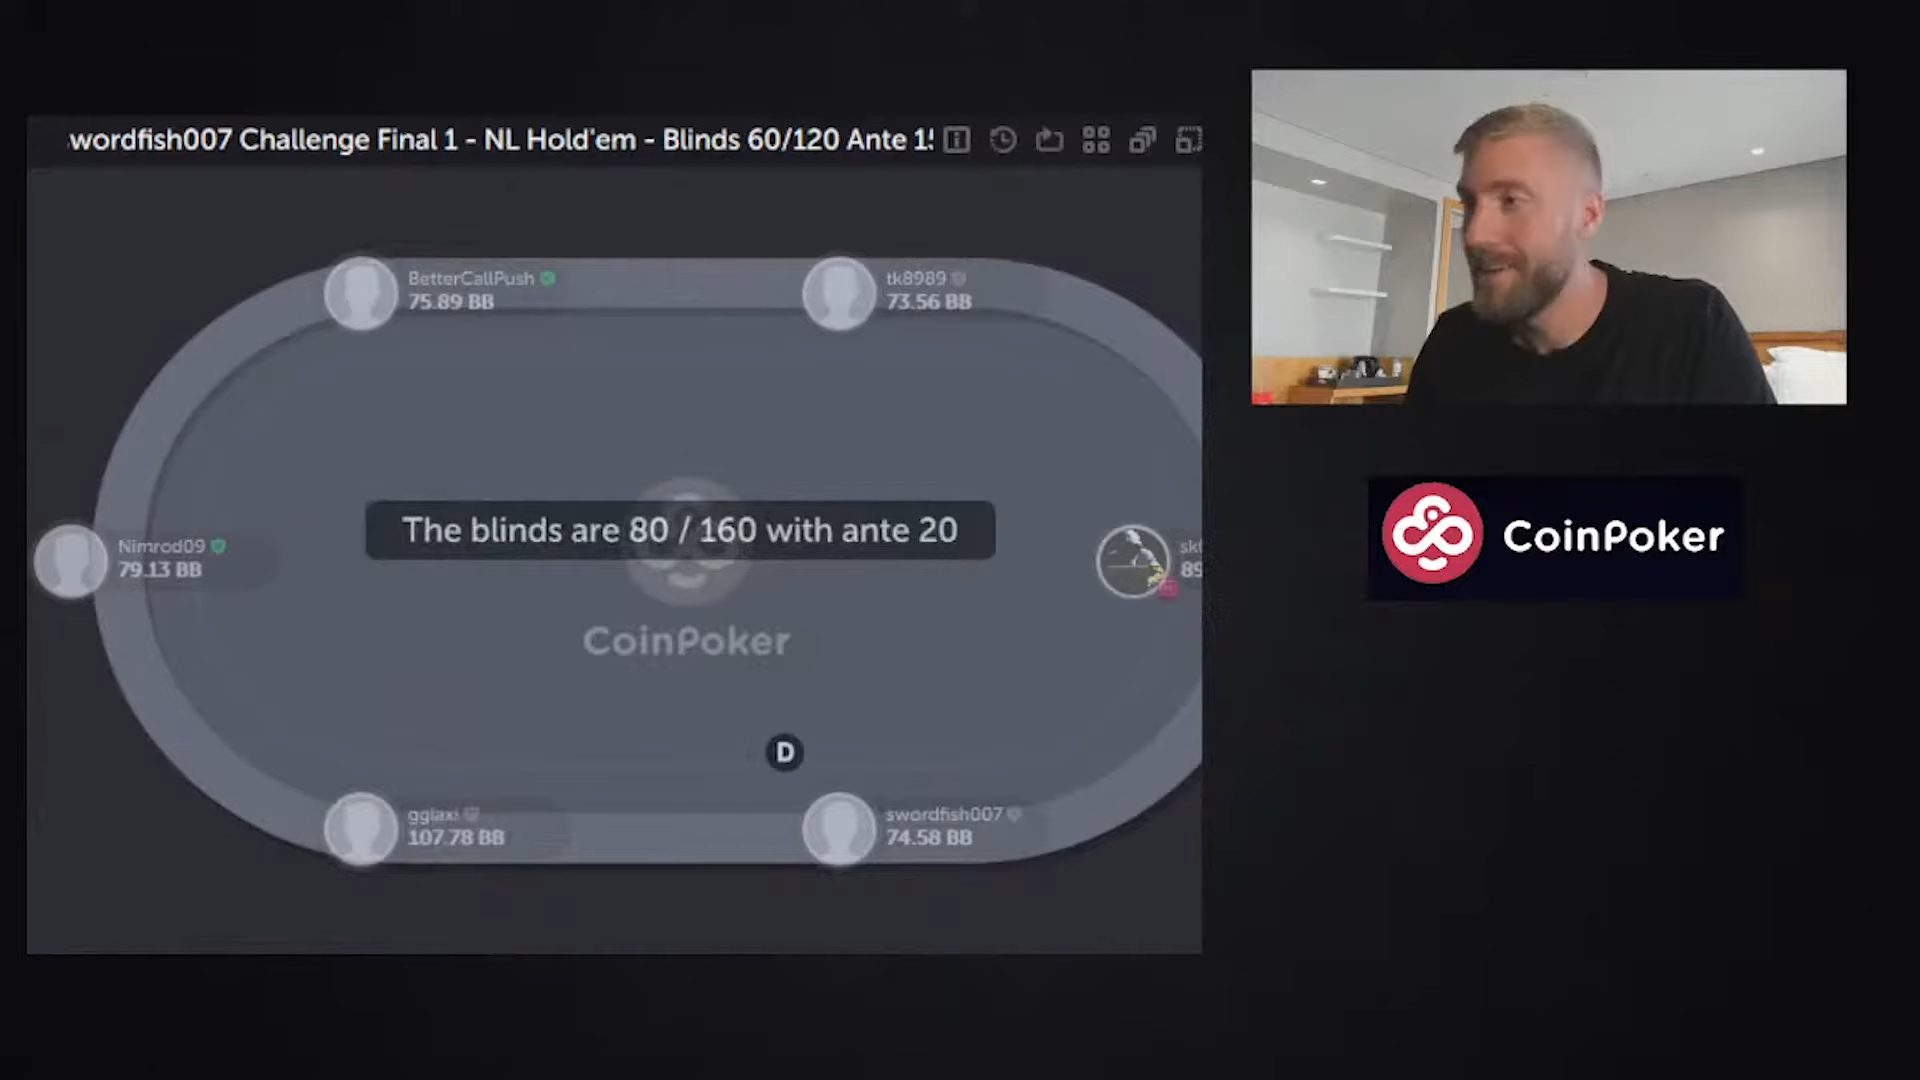 wordfish007 Challenge Final 1 - NL Hold'em - Blinds 60/120 Ante 15
BetterCallPush
75.89 BB
tk8989
73.56 BB
The blinds are 80 / 160 with ante 20
Nimrod09
79.13 BB
89
CoinPoker
D
gglaxi
107.78 BB
swordfish007
74.58 BB
CoinPoker